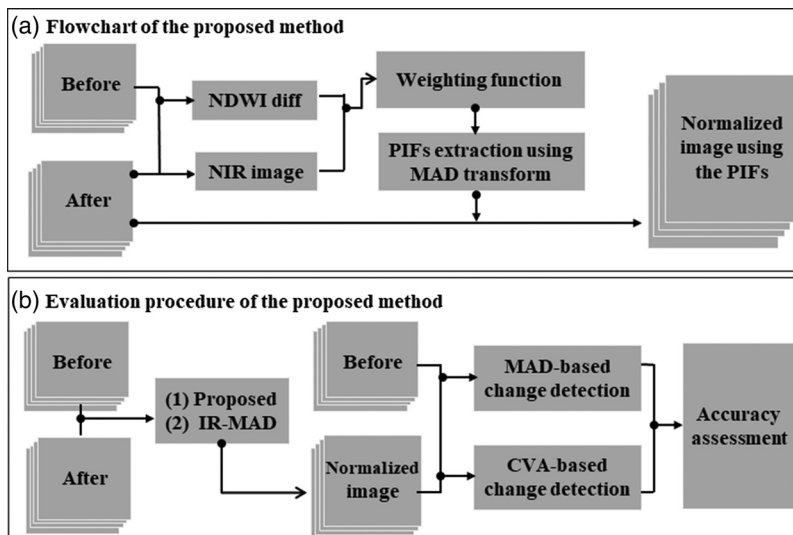 (a) Flowchart of the proposed method
Before
NDWI diff
Weighting function
Normalized
image using
the PIFs
After
NIR image
PIFs extraction using
MAD transform
(b) Evaluation procedure of the proposed method
Before
(1) Proposed
(2) IR-MAD
After
Before
Normalized
image
MAD-based
change detection
CVA-based
change detection
Accuracy
assessment